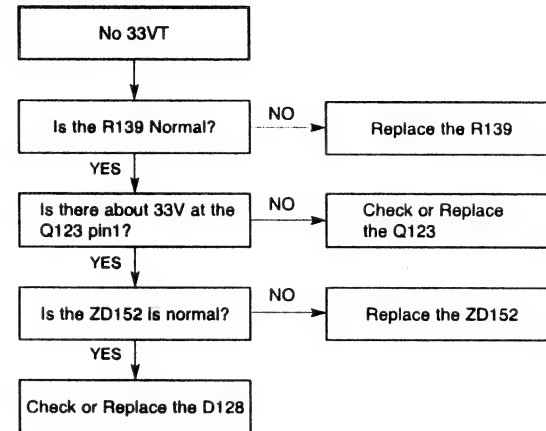 No 33VT
Is the R139 Normal?
NO
Replace the R139
YES
Is there about 33V at the
Q123 pin1?
NO
Check or Replace
the Q123
YES
Is the ZD152 is normal?
NO
Replace the ZD152
YES
Check or Replace the D128